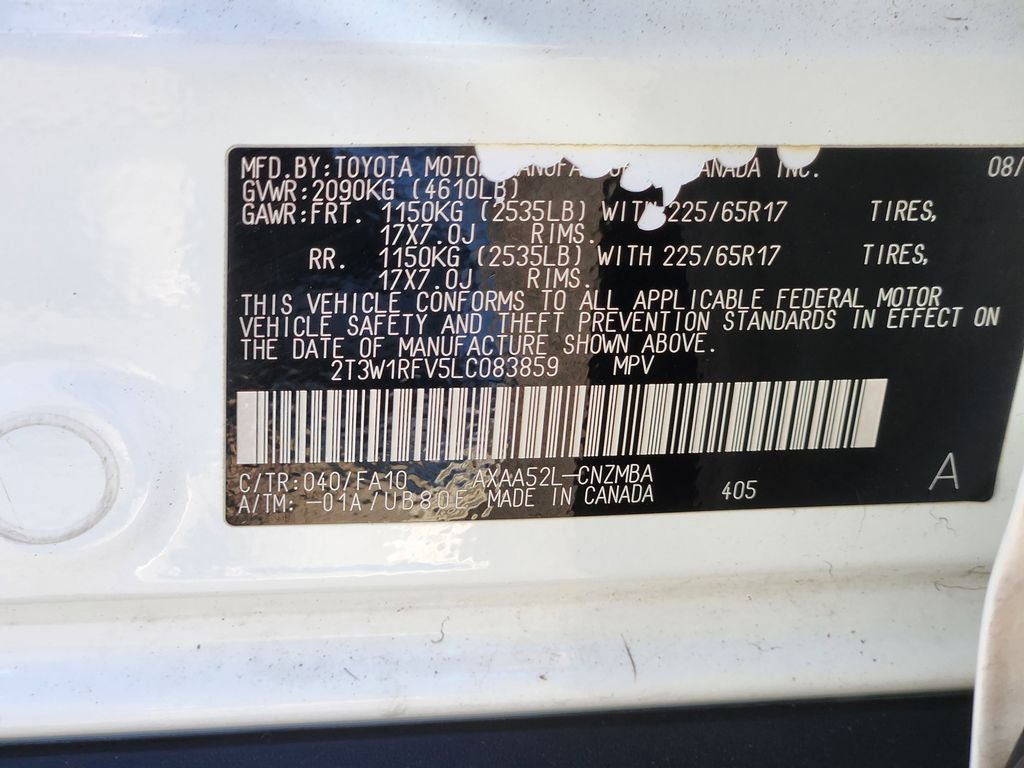 MFD.BY:TOYOTA INC. 08/
GVWR:2090KG (4610LB)
GAWR:FRT. 1150KG (2535LB) WITH 225/65R17 TIRES,
17X7.0J RIMS.
RR. 1150KG (2535LB) WITH 225/65R17 TIRES,
17X7.0J RIMS.
THIS VEHICLE CONFORMS TO ALL APPLICABLE FEDERAL MOTOR
VEHICLE SAFETY AND THEFT PREVENTION STANDARDS IN EFFECT ON
THE DATE OF MANUFACTURE SHOWN ABOVE.
2T3W1RFV5LC083859 MPV
C/TR:040/FA10 AXAA52L-CNZMBA
A/TM: -01A/UB80E MADE IN CANADA 405 A